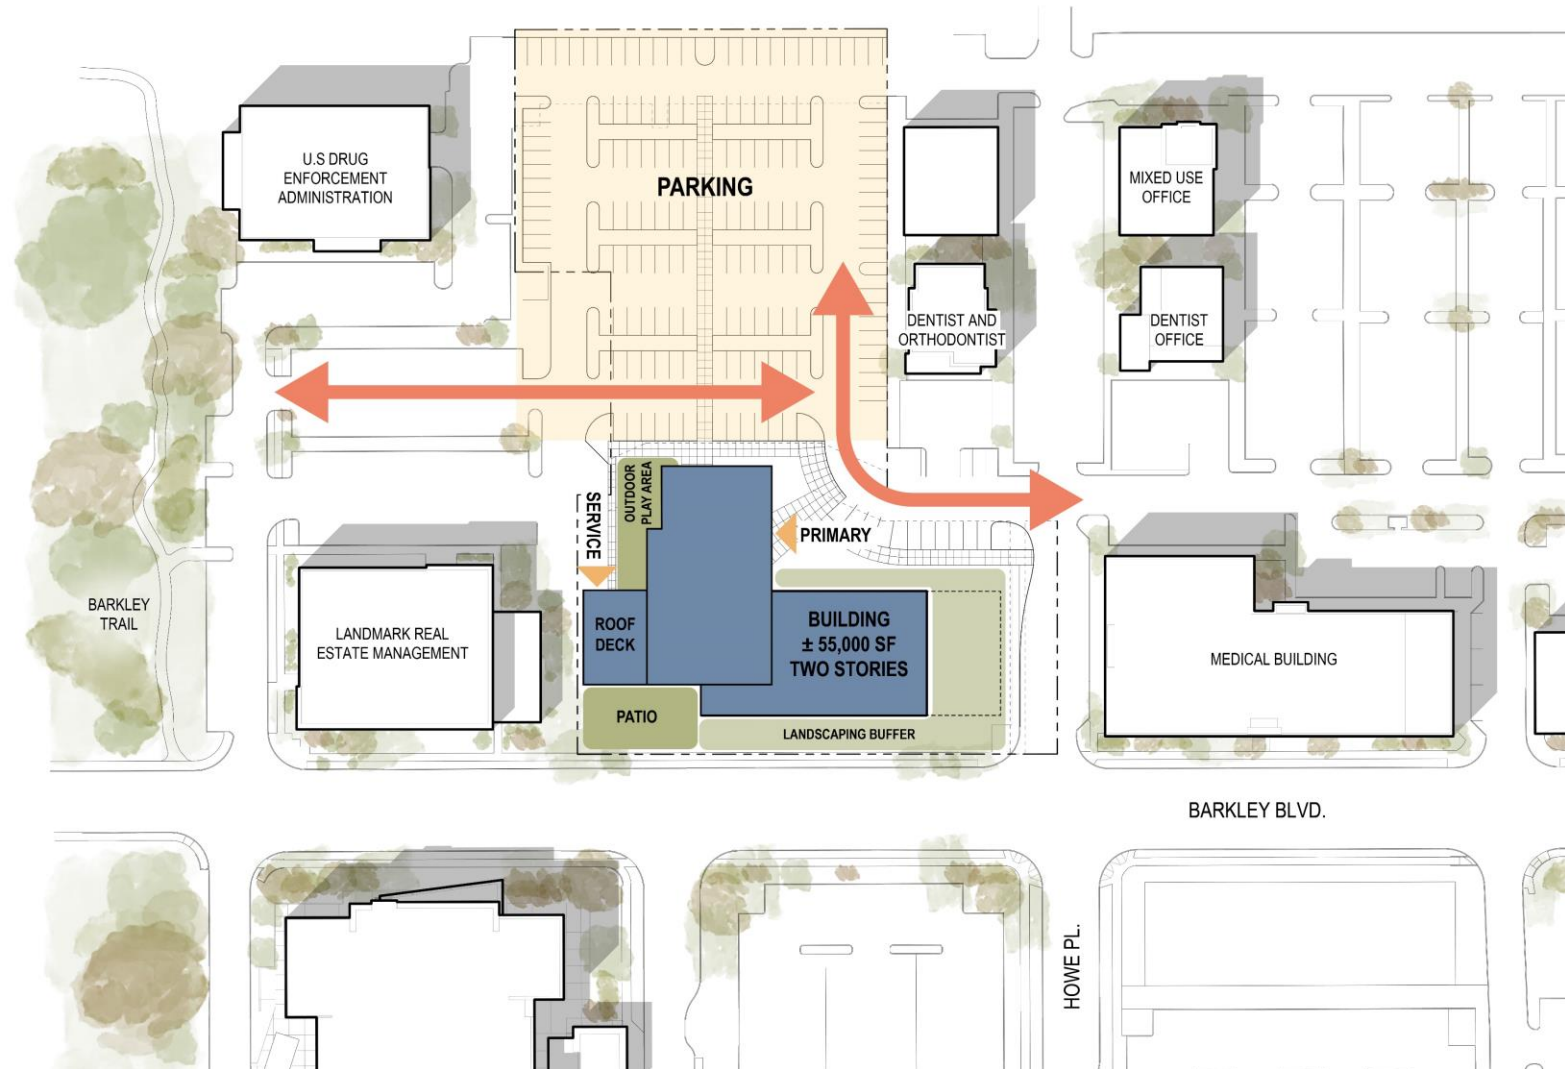 U.S DRUG
ENFORCEMENT
ADMINISTRATION
PARKING
MIXED USE
OFFICE
DENTIST AND
ORTHODONTIST
DENTIST
OFFICE
OUTDOOR
PLAY AREA
SERVICE
PRIMARY
BARKLEY
TRAIL
LANDMARK REAL
ESTATE MANAGEMENT
ROOF
DECK
BUILDING
± 55,000 SF
TWO STORIES
MEDICAL BUILDING
PATIO
LANDSCAPING BUFFER
BARKLEY BLVD.
HOWE PL.